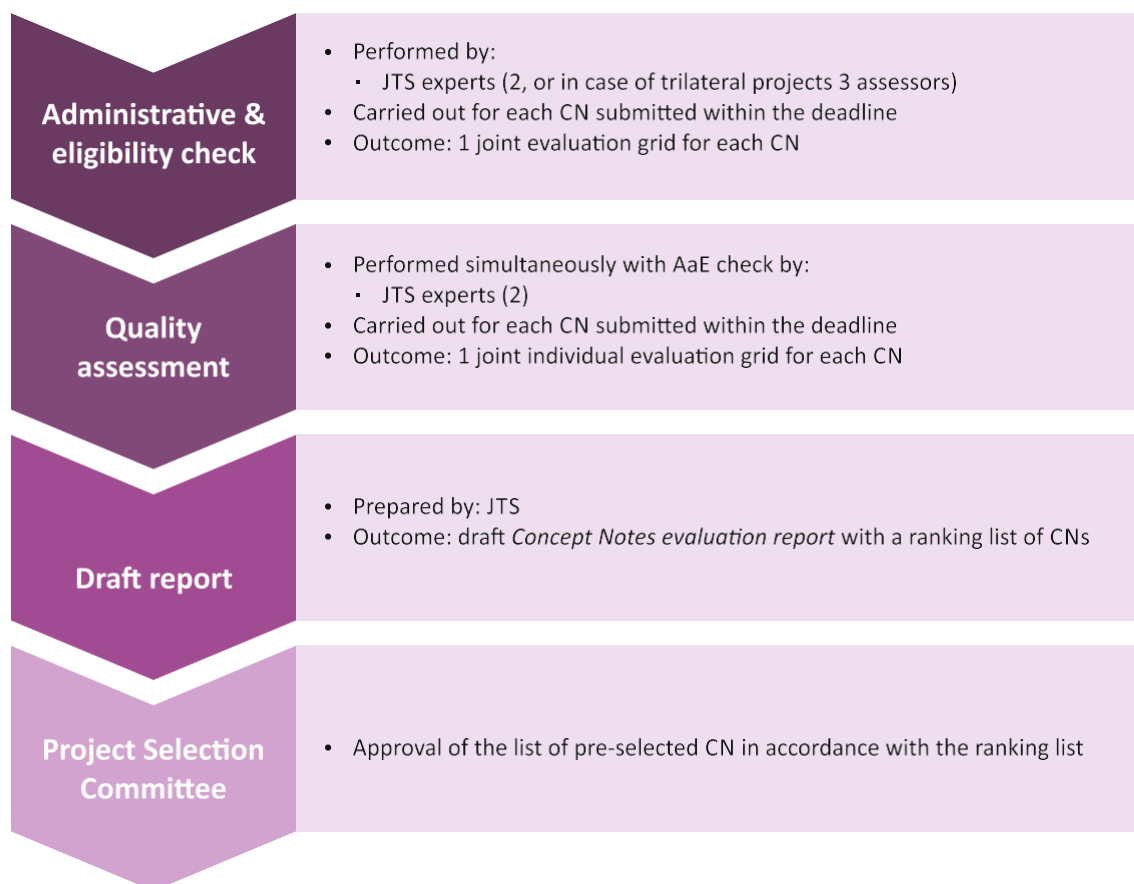 Administrative &
eligibility check
• Performed by:
▪ JTS experts (2, or in case of trilateral projects 3 assessors)
• Carried out for each CN submitted within the deadline
• Outcome: 1 joint evaluation grid for each CN
Quality
assessment
• Performed simultaneously with AaE check by:
▪ JTS experts (2)
• Carried out for each CN submitted within the deadline
• Outcome: 1 joint individual evaluation grid for each CN
Draft report
• Prepared by: JTS
• Outcome: draft Concept Notes evaluation report with a ranking list of CNs
Project Selection
Committee
• Approval of the list of pre-selected CN in accordance with the ranking list